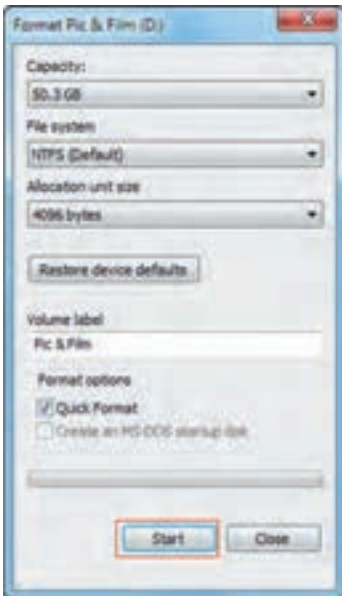 Format Pic & Film (D:)
Capacity:
50.3 GB
File system
NTFS (Default)
Allocation unit size
4096 bytes
Restore device defaults
Volume label
Pic & Film
Format options
Quick Format
Create an MS-DOS startup disk
Start
Close